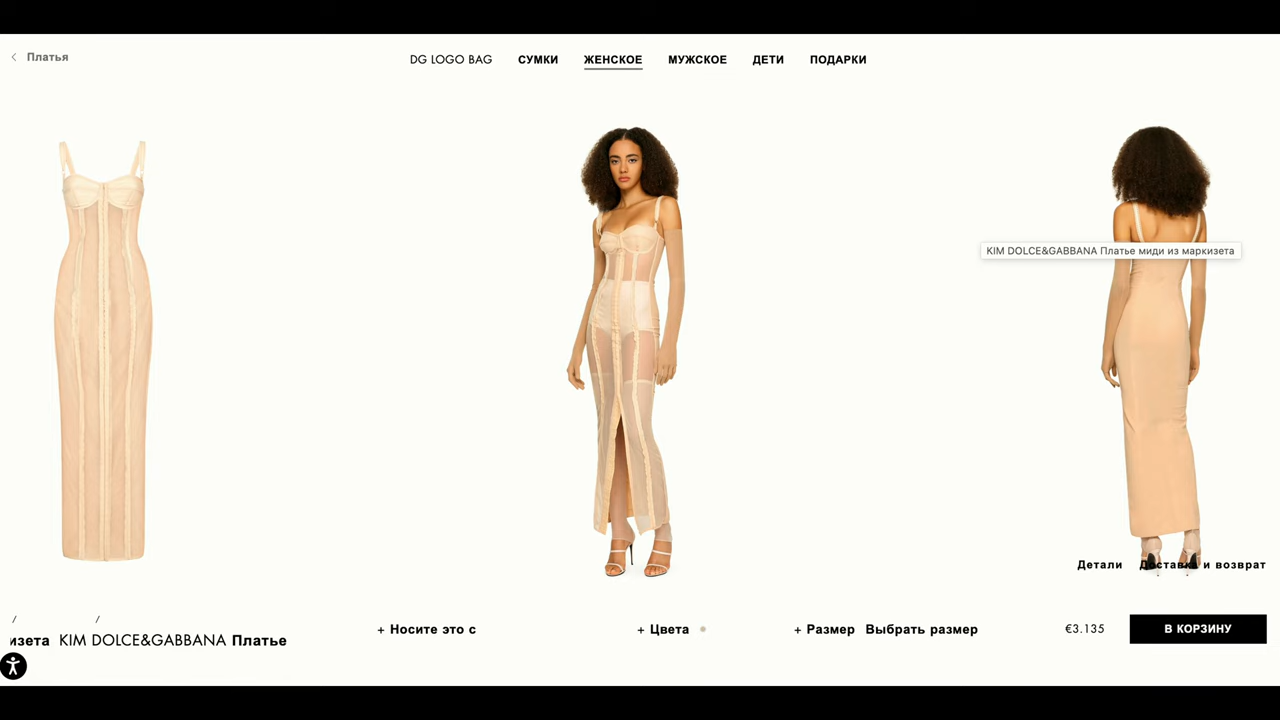 Платья
DG LOGO BAG СУМКИ ЖЕНСКОЕ МУЖСКОЕ ДЕТИ ПОДАРКИ
KIM DOLCE&GABBANA Платье миди из маркизета
Детали Доставка и возврат
/ /
изета KIM DOLCE&GABBANA Платье
+ Носите это с
+ Цвета
+ Размер Выбрать размер
€3.135
В КОРЗИНУ